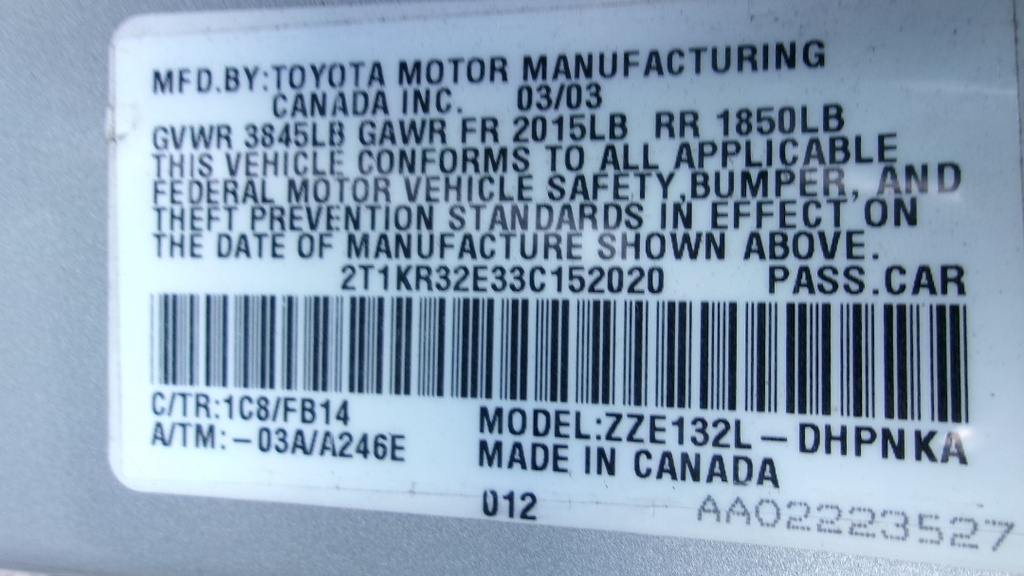 MFD.BY:TOYOTA MOTOR MANUFACTURING
CANADA INC. 03/03
GVWR 3845LB GAWR FR 2015LB RR 1850LB
THIS VEHICLE CONFORMS TO ALL APPLICABLE
FEDERAL MOTOR VEHICLE SAFETY,BUMPER, AND
THEFT PREVENTION STANDARDS IN EFFECT ON
THE DATE OF MANUFACTURE SHOWN ABOVE.
2T1KR32E33C152020 PASS.CAR
C/TR:1C8/FB14
A/TM:-03A/A246E
MODEL:ZZE132L-DHPNKA
MADE IN CANADA
012
AA02223527